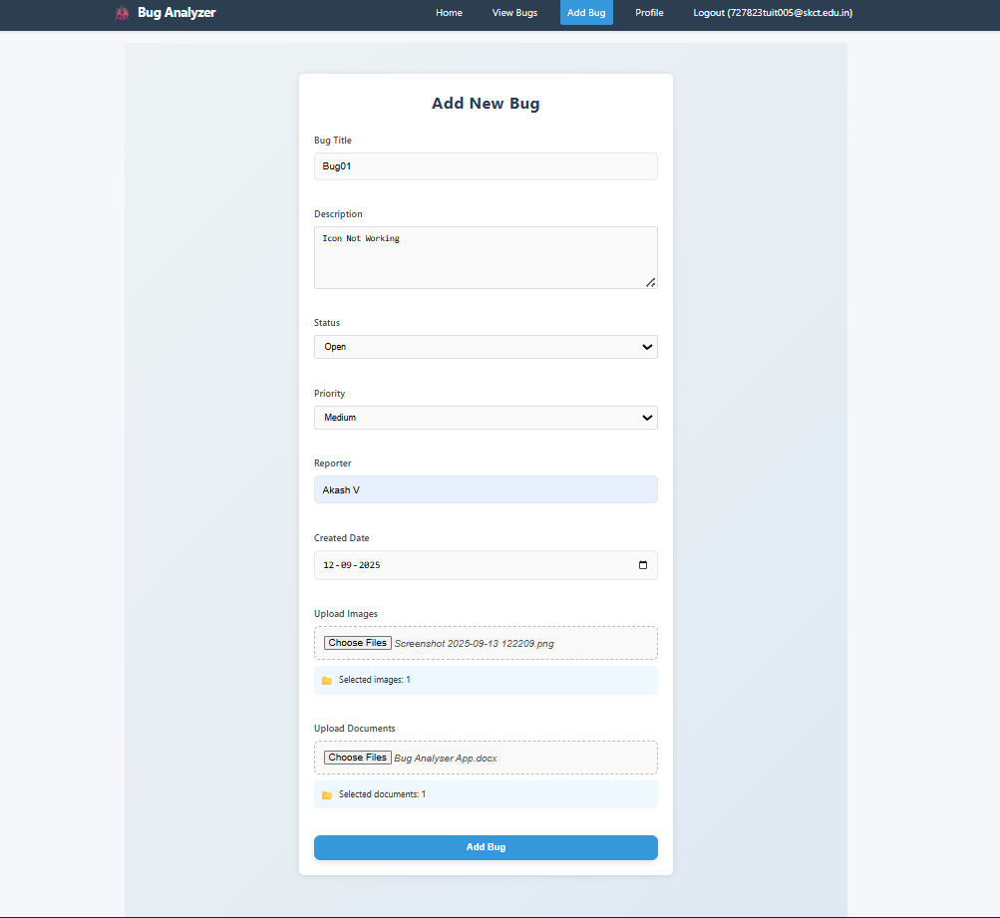 Bug Analyzer
Home View Bugs Add Bug Profile Logout (727823tuit005@skct.edu.in)
Add New Bug
Bug Title
Bug01
Description
Icon Not Working
Status
Open
Priority
Medium
Reporter
Akash V
Created Date
12-09-2025
Upload Images
Choose Files Screenshot 2025-09-13 122209.png
Selected images: 1
Upload Documents
Choose Files Bug Analyser App.docx
Selected documents: 1
Add Bug